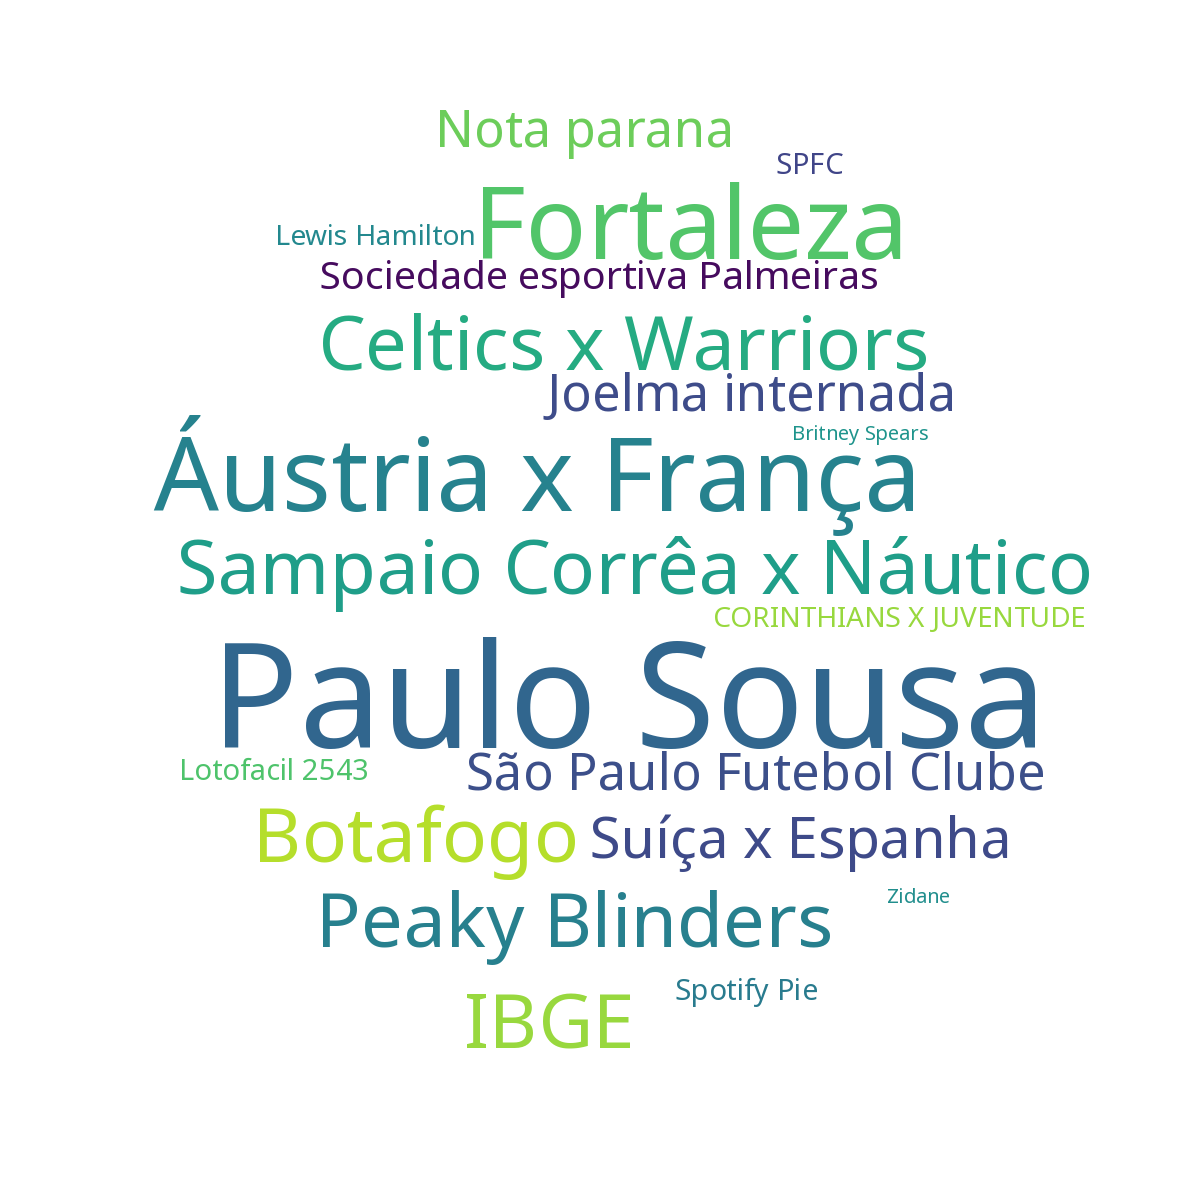 Nota parana
SPFC
Fortaleza
Lewis Hamilton
Sociedade esportiva Palmeiras
Celtics x Warriors
Joelma internada
Britney Spears
Áustria x França
Sampaio Corrêa x Náutico
CORINTHIANS X JUVENTUDE
Paulo Sousa
Lotofacil 2543
São Paulo Futebol Clube
Botafogo
Suíça x Espanha
Zidane
Peaky Blinders
Spotify Pie
IBGE